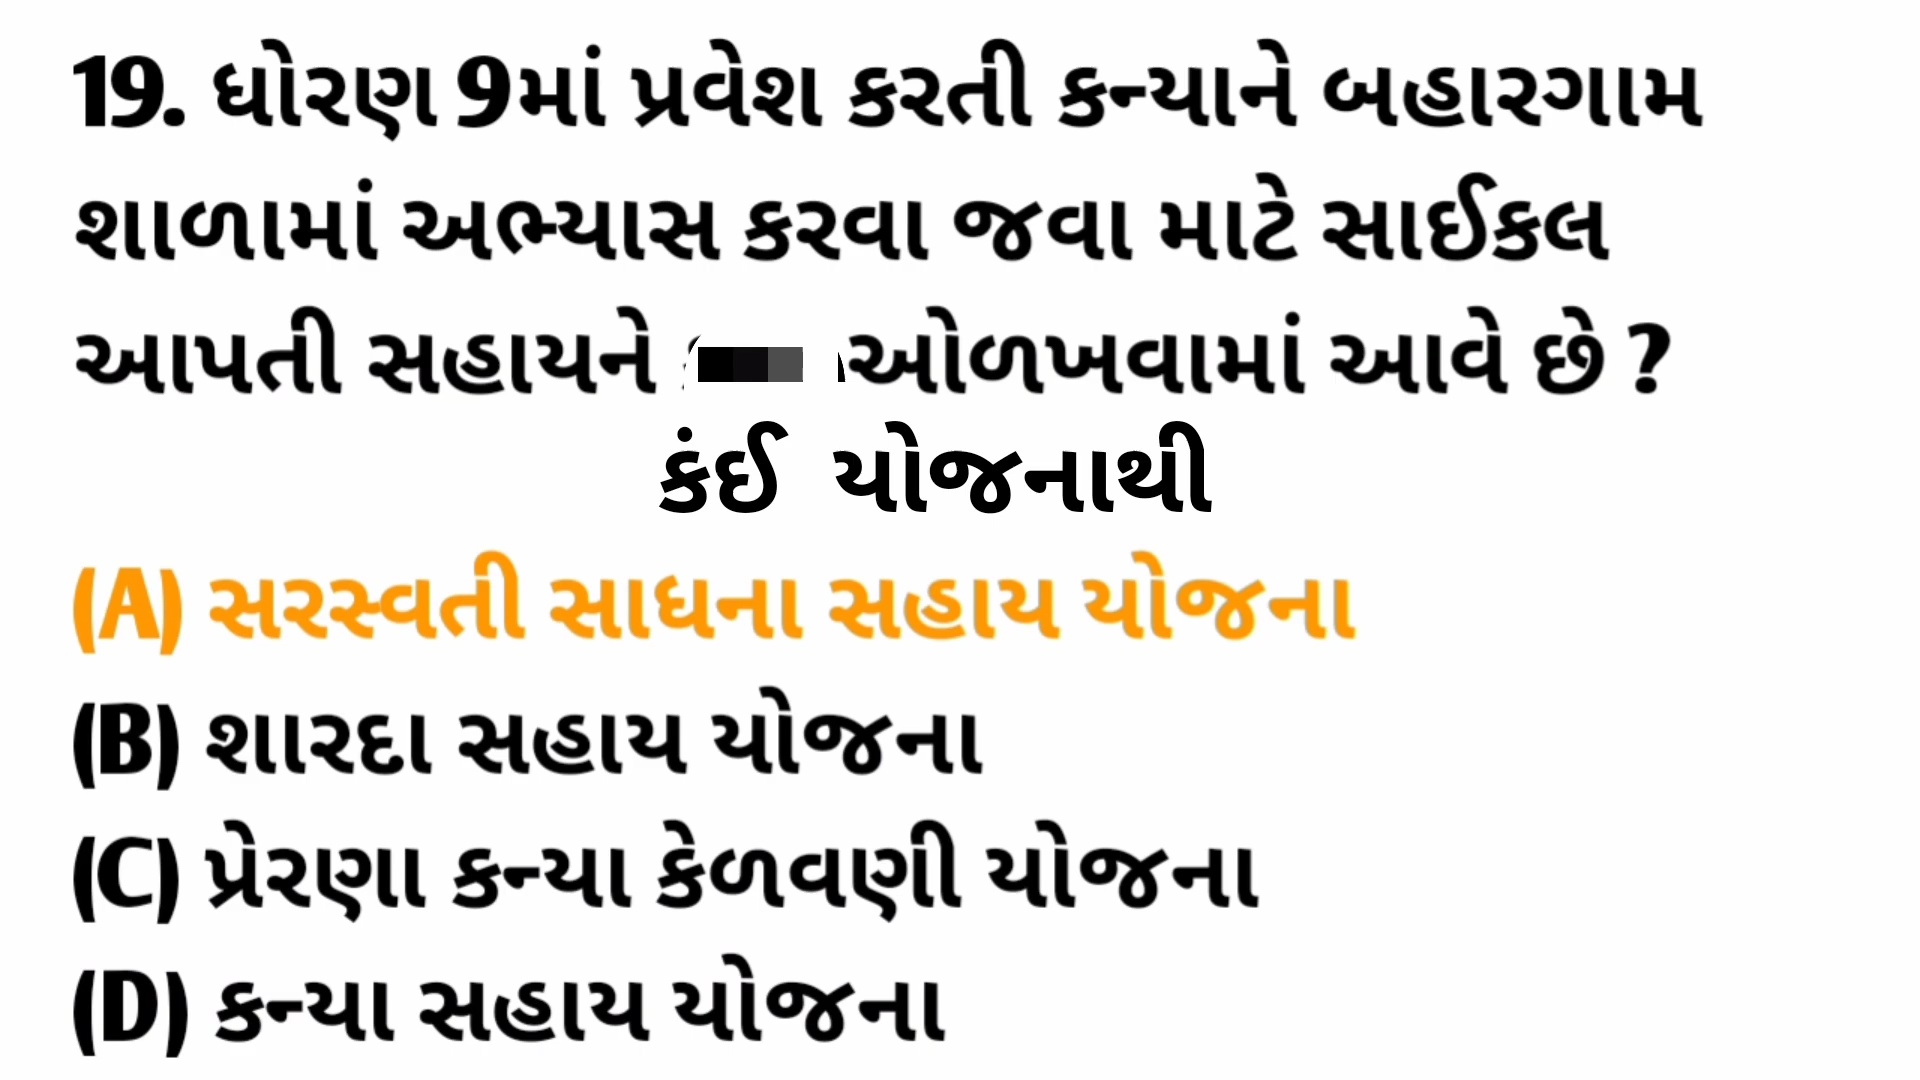 19. ધોરણ 9માં પ્રવેશ કરતી કન્યાને બહારગામ
શાળામાં અભ્યાસ કરવા જવા માટે સાઈકલ
આપતી સહાયને ઓળખવામાં આવે છે ?
કંઈ યોજનાથી
(A) સરસ્વતી સાધના સહાય યોજના
(B) શારદા સહાય યોજના
(C) પ્રેરણા કન્યા કેળવણી યોજના
(D) કન્યા સહાય યોજના